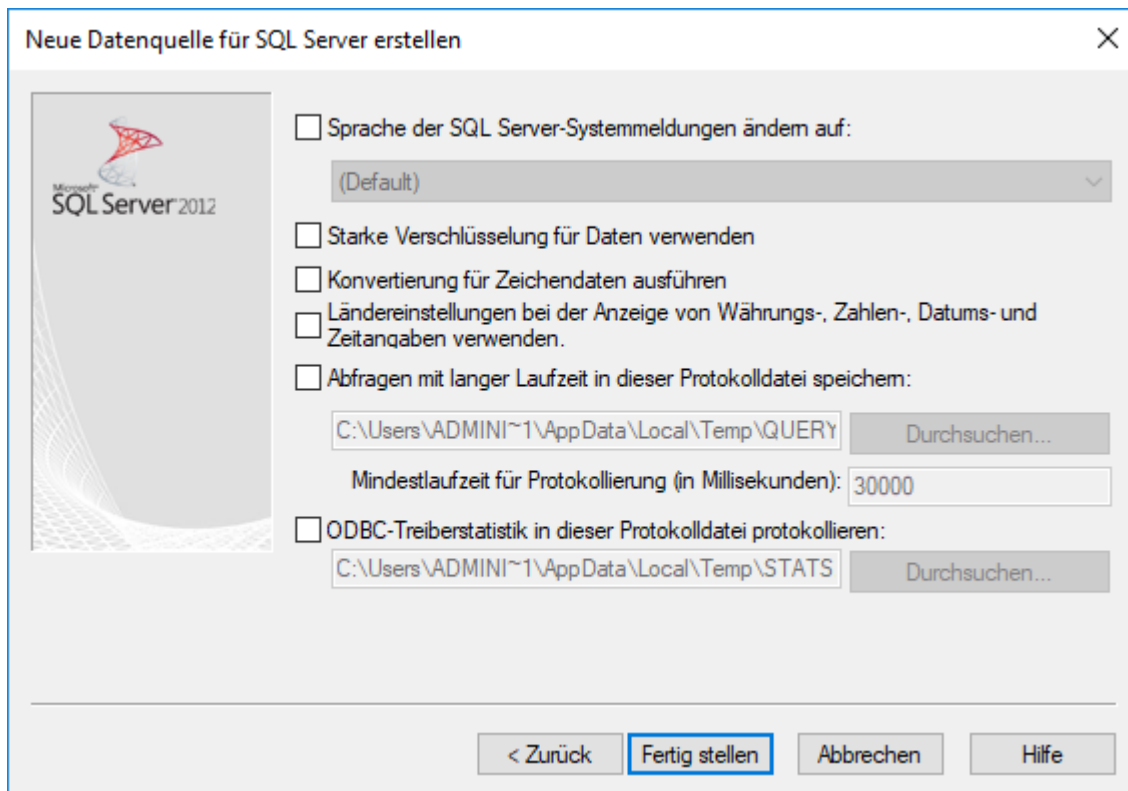 Neue Datenquelle für SQL Server erstellen
Microsoft
SQL Server 2012
Sprache der SQL Server-Systemmeldungen ändern auf:
(Default)
Starke Verschlüsselung für Daten verwenden
Konvertierung für Zeichendaten ausführen
Ländereinstellungen bei der Anzeige von Währungs-, Zahlen-, Datums- und
Zeitangaben verwenden.
Abfragen mit langer Laufzeit in dieser Protokolldatei speichern:
C:\Users\ADMINI~1\AppData\Local\Temp\QUERY
Durchsuchen...
Mindestlaufzeit für Protokollierung (in Millisekunden): 30000
ODBC-Treiberstatistik in dieser Protokolldatei protokollieren:
C:\Users\ADMINI~1\AppData\Local\Temp\STATS
Durchsuchen...
< Zurück
Fertig stellen
Abbrechen
Hilfe